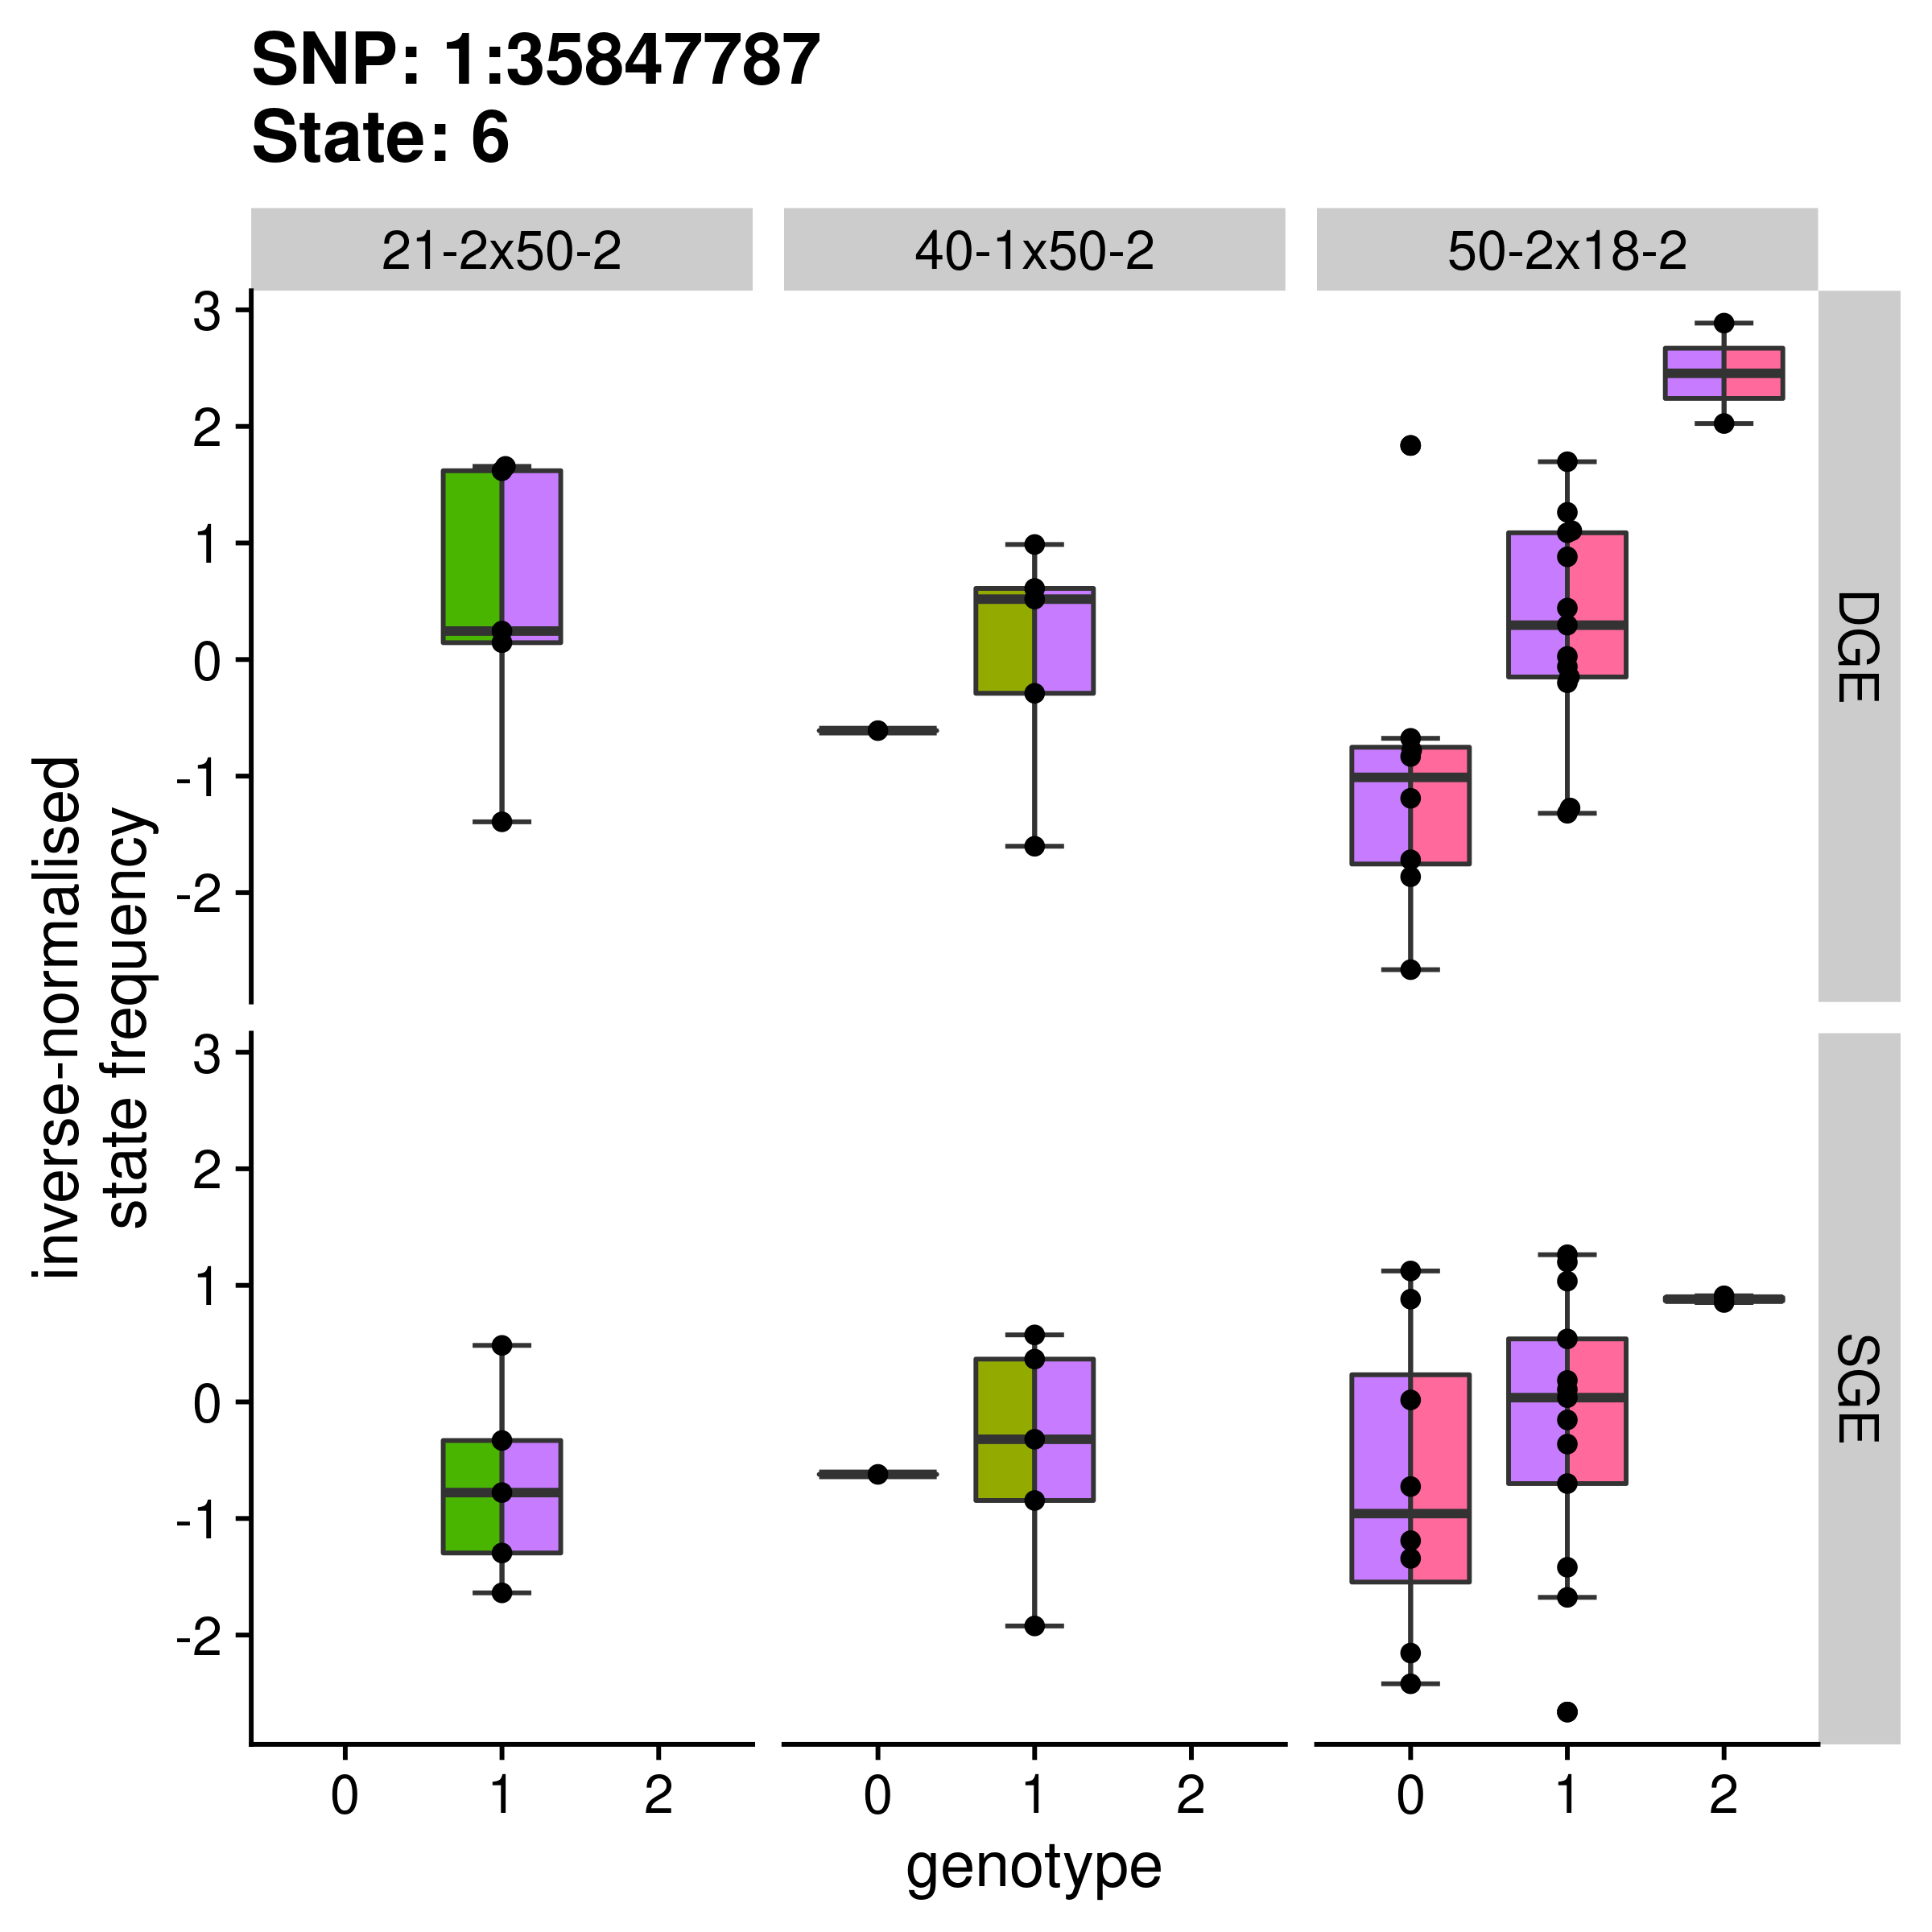 SNP: 1:35847787
State: 6
21-2x50-2
40-1x50-2
50-2x18-2
3
2
1
0
-1
-2
DGE
3
2
1
0
-1
-2
SGE
inverse-normalised
state frequency
0 1 2
0 1 2
0 1 2
genotype